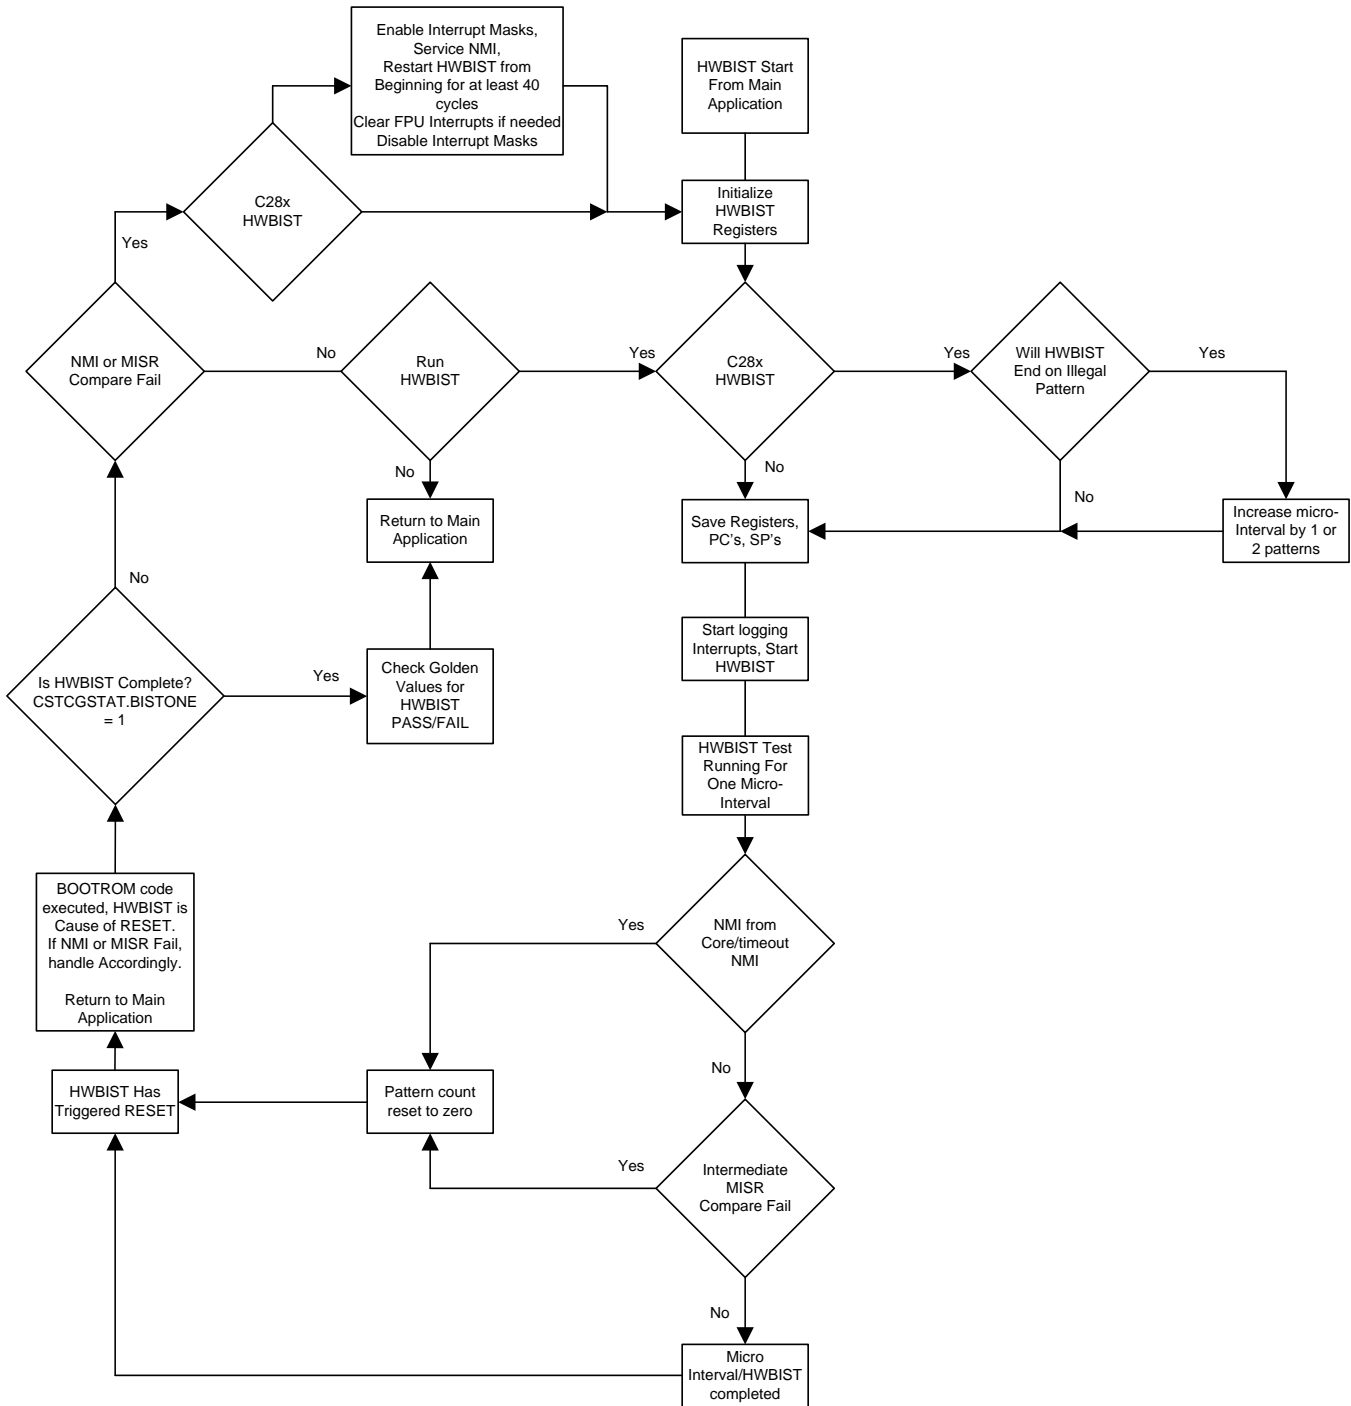 Enable Interrupt Masks,
Service NMI,
Restart HWBIST from
Beginning for at least 40
cycles
Clear FPU Interrupts if needed
Disable Interrupt Masks
HWBIST Start
From Main
Application
C28x
HWBIST
Initialize
HWBIST
Registers
Yes
NMI or MISR
Compare Fail
No
Run
HWBIST
Yes
C28x
HWBIST
Yes
Will HWBIST
End on Illegal
Pattern
Yes
No
No
No
Return to Main
Application
Save Registers,
PC's, SP's
Increase micro-
Interval by 1 or
2 patterns
No
Is HWBIST Complete?
CSTCGSTAT.BISTONE
= 1
Yes
Check Golden
Values for
HWBIST
PASS/FAIL
Start logging
Interrupts, Start
HWBIST
HWBIST Test
Running For
One Micro-
Interval
BOOTROM code
executed, HWBIST is
Cause of RESET.
If NMI or MISR Fail,
handle Accordingly.
Return to Main
Application
Yes
NMI from
Core/timeout
NMI
No
HWBIST Has
Triggered RESET
Pattern count
reset to zero
Yes
Intermediate
MISR
Compare Fail
No
Micro
Interval/HWBIST
completed